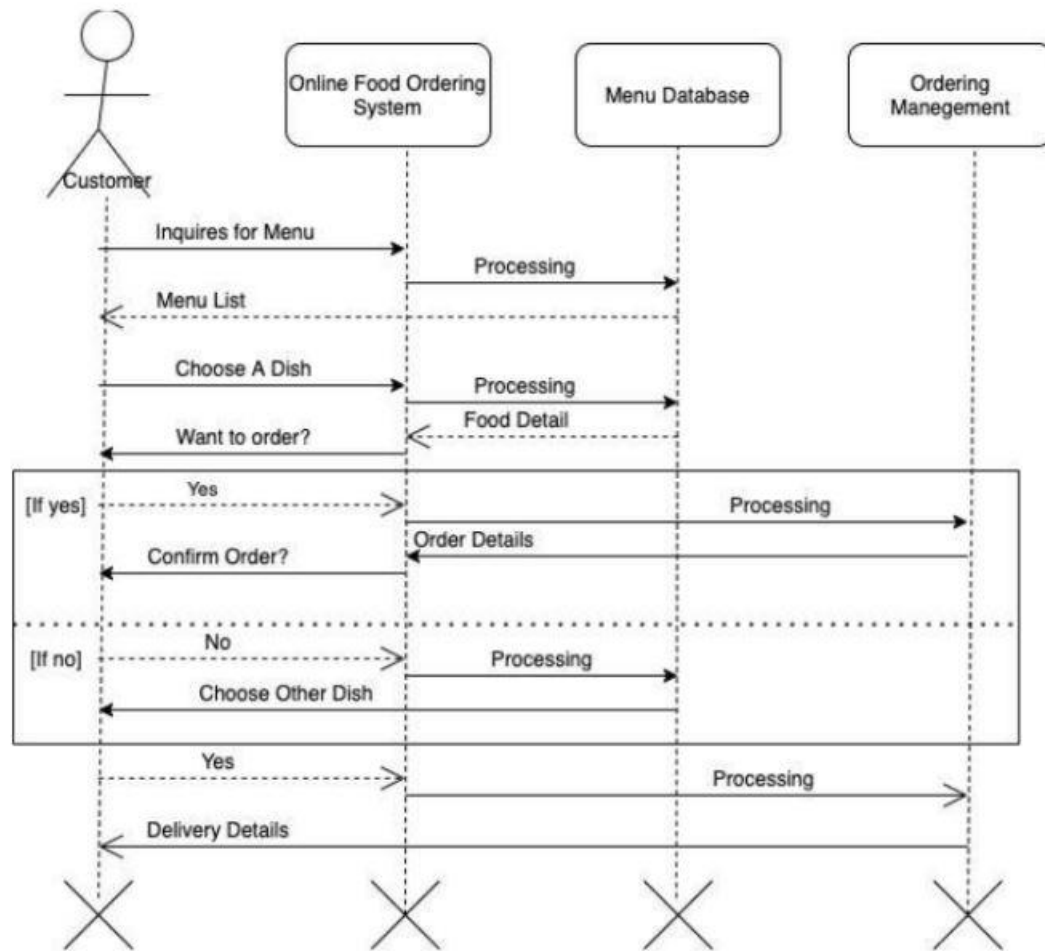 Online Food Ordering
System
Menu Database
Ordering
Manegement
Customer
Inquires for Menu
Processing
Menu List
Choose A Dish
Processing
Food Detail
Want to order?
[If yes]
Yes
Processing
Order Details
Confirm Order?
[If no]
No
Processing
Choose Other Dish
Yes
Processing
Delivery Details